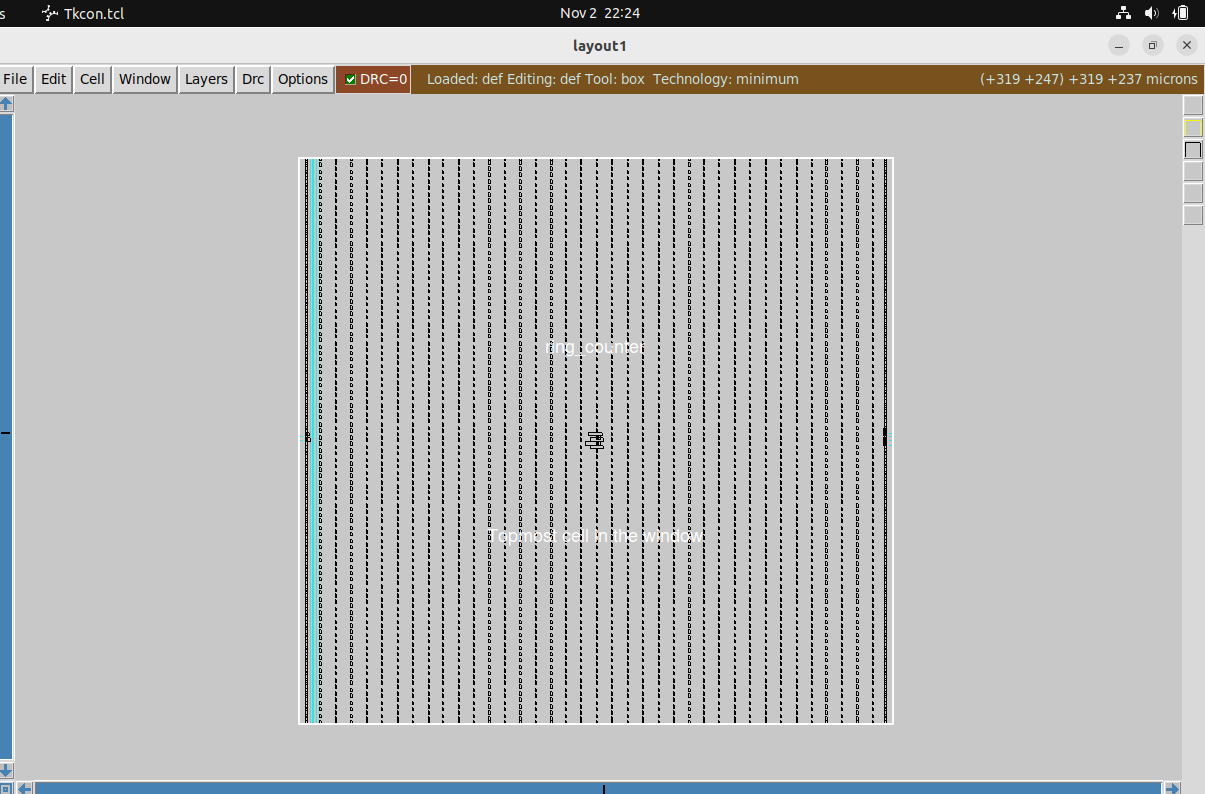 s Tkcon.tcl Nov 2 22:24
layout1
File Edit Cell Window Layers Drc Options DRC=0 Loaded: def Editing: def Tool: box Technology: minimum (+319 +247) +319 +237 microns
ring_counter
Topmost cell in the window